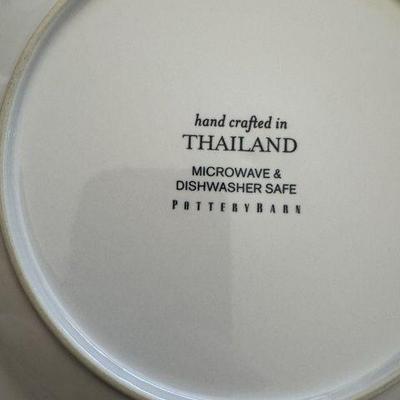 hand crafted in
THAILAND
MICROWAVE &
DISHWASHER SAFE
POTTERYBARN